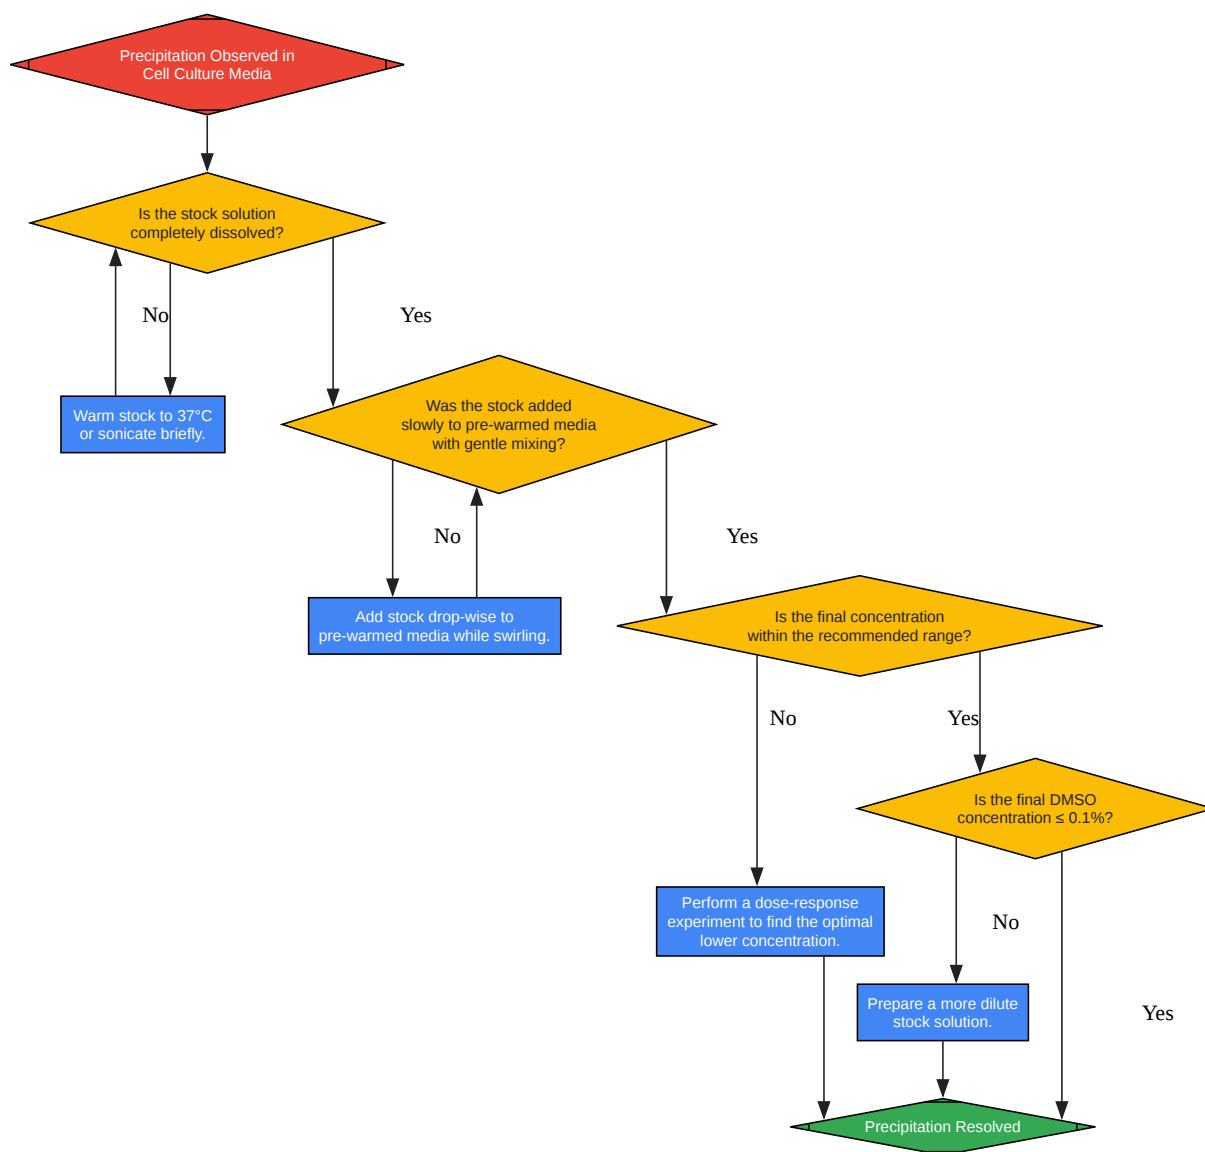 Precipitation Observed in
Cell Culture Media
Is the stock solution
completely dissolved?
No
Yes
Warm stock to 37°C
or sonicate briefly.
Was the stock added
slowly to pre-warmed media
with gentle mixing?
No
Yes
Add stock drop-wise to
pre-warmed media while swirling.
Is the final concentration
within the recommended range?
No
Yes
Is the final DMSO
concentration ≤ 0.1%?
Perform a dose-response
experiment to find the optimal
lower concentration.
No
Yes
Prepare a more dilute
stock solution.
Precipitation Resolved